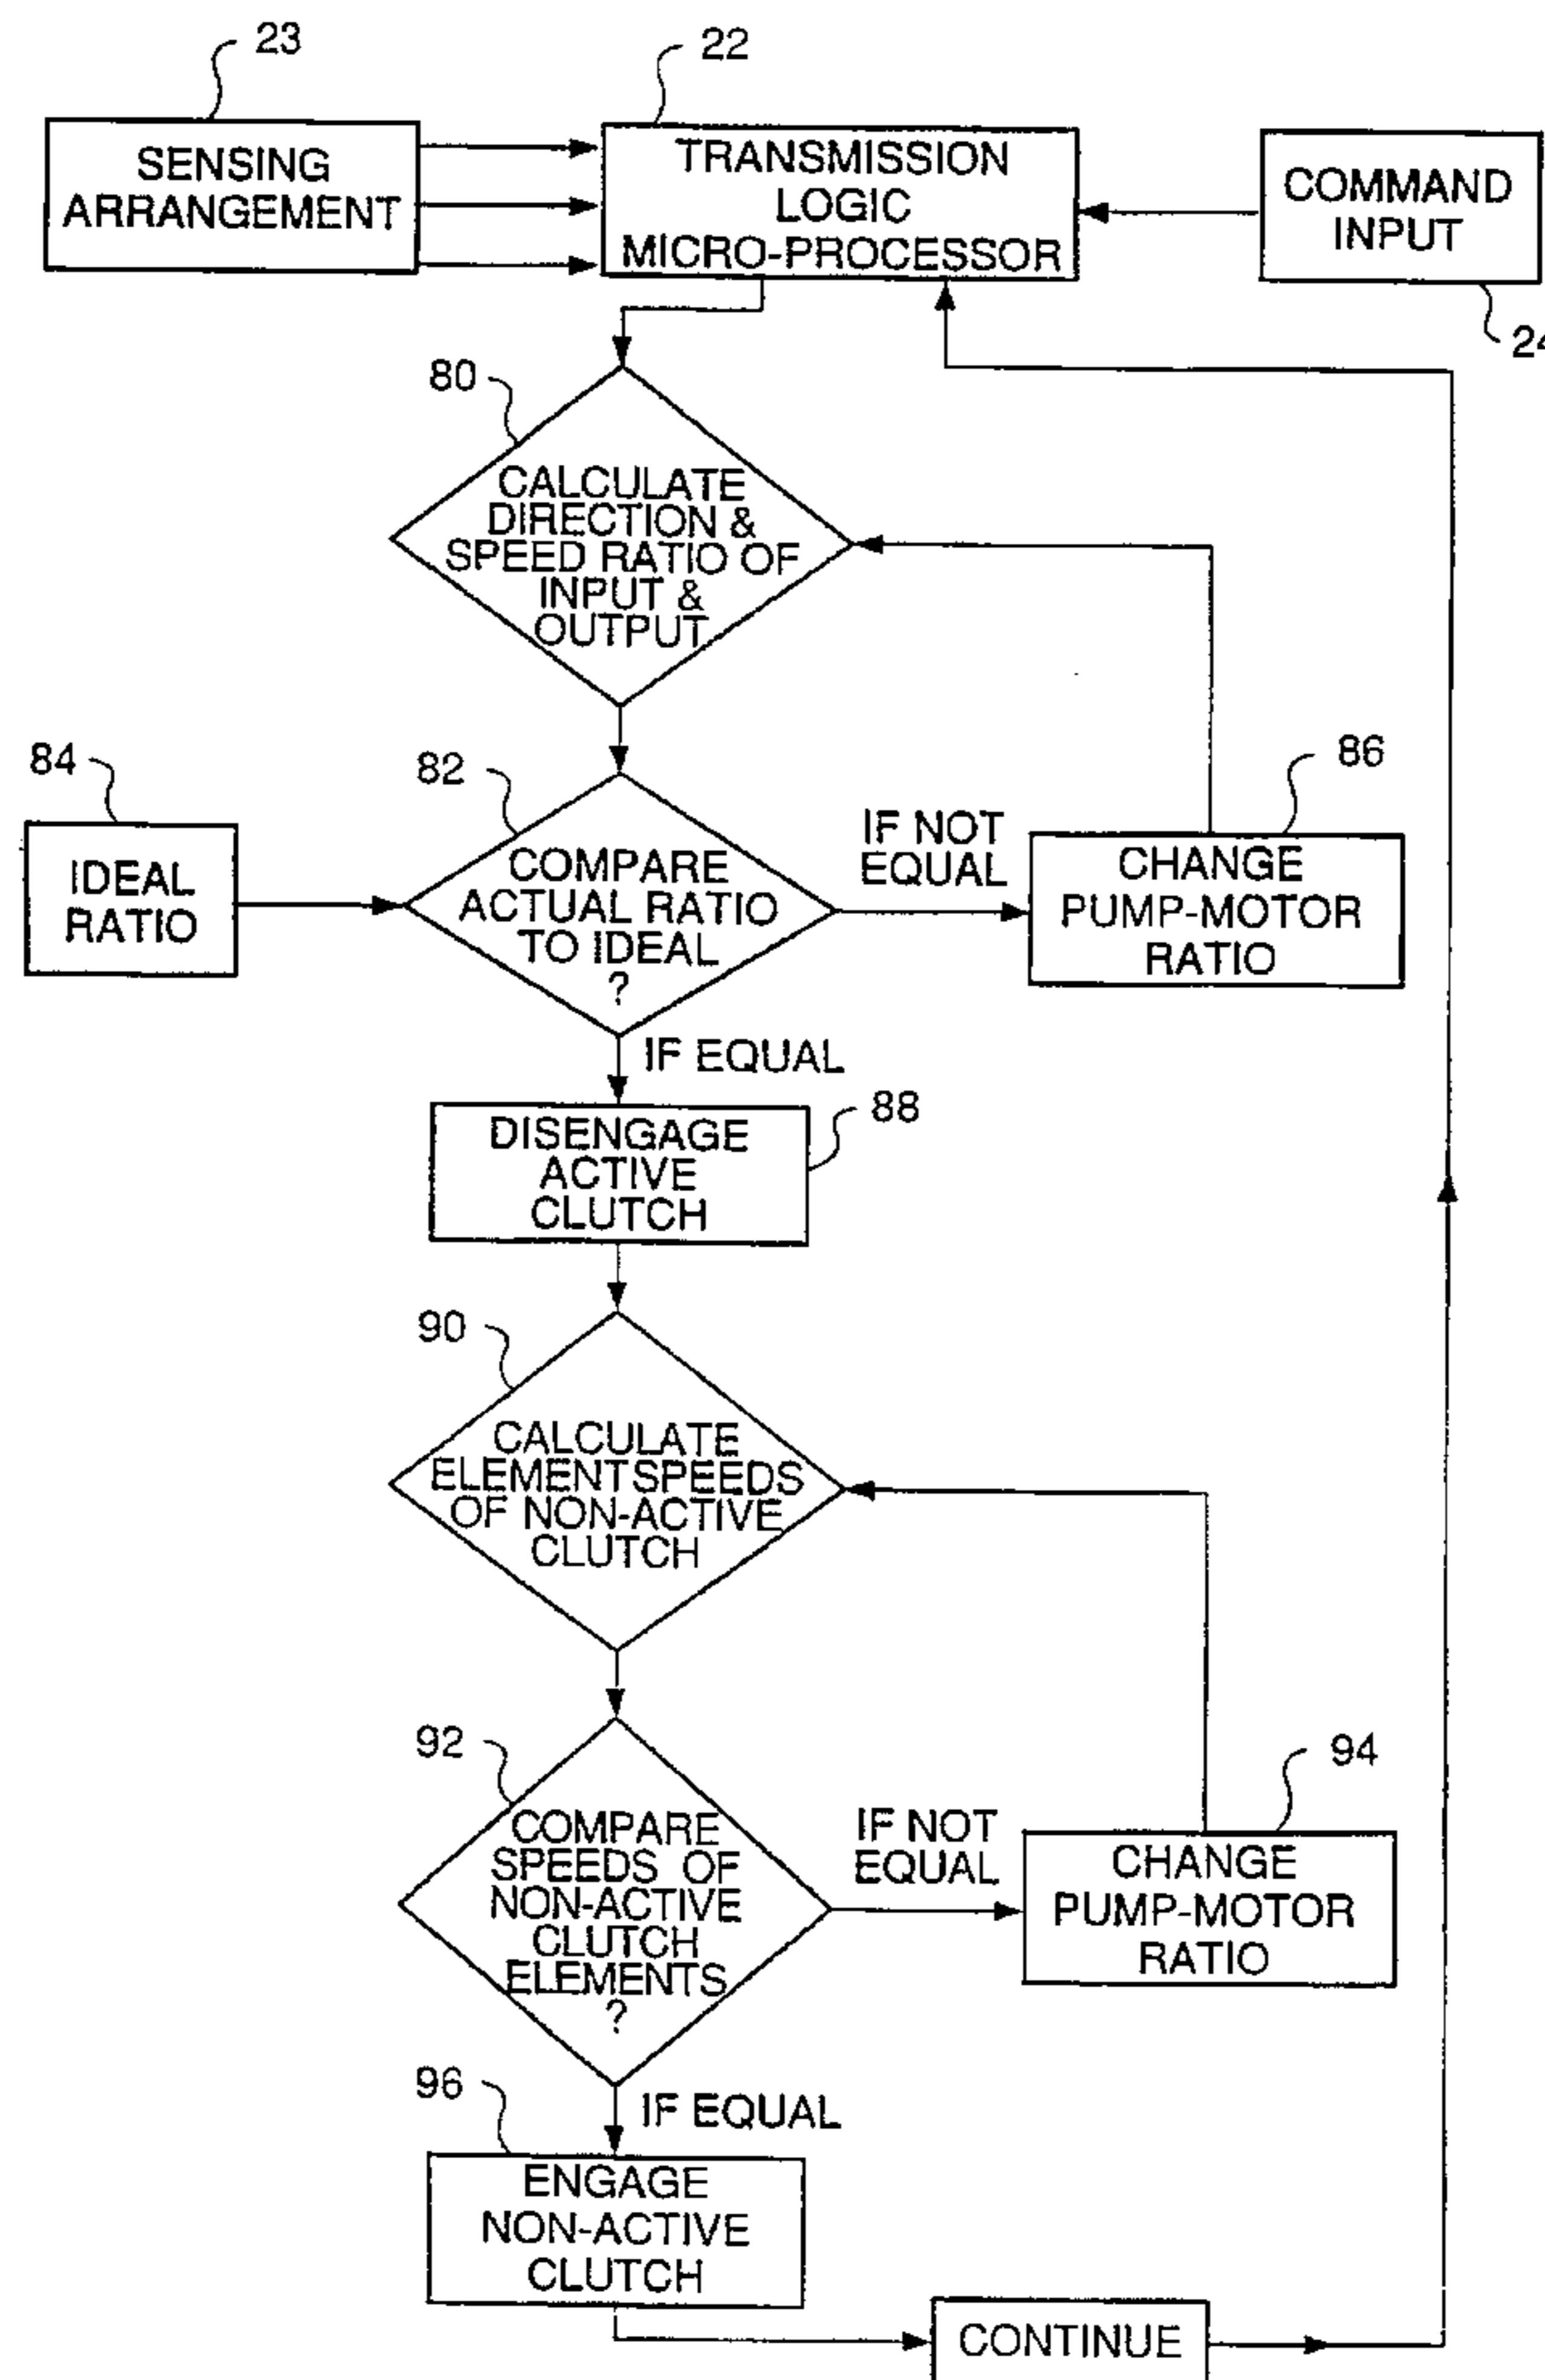 23
22
SENSING
ARRANGEMENT
TRANSMISSION
LOGIC
MICRO-PROCESSOR
COMMAND
INPUT
24
80
CALCULATE
DIRECTION &
SPEED RATIO OF
INPUT &
OUTPUT
84
IDEAL
RATIO
82
COMPARE
ACTUAL RATIO
TO IDEAL
?
IF NOT
EQUAL
86
CHANGE
PUMP-MOTOR
RATIO
IF EQUAL
88
DISENGAGE
ACTIVE
CLUTCH
90
CALCULATE
ELEMENT SPEEDS
OF NON-ACTIVE
CLUTCH
92
COMPARE
SPEEDS OF
NON-ACTIVE
CLUTCH
ELEMENTS
?
IF NOT
EQUAL
94
CHANGE
PUMP-MOTOR
RATIO
96
IF EQUAL
ENGAGE
NON-ACTIVE
CLUTCH
CONTINUE